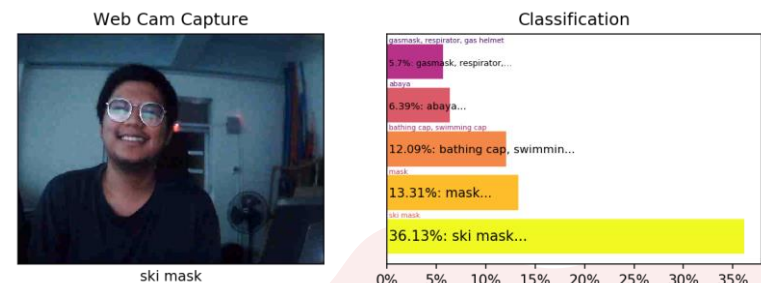 Web Cam Capture
ski mask
Classification
gasmask, respirator, gas helmet
5.7%: gasmask, respirator,...
abaya
6.39%: abaya...
bathing cap, swimming cap
12.09%: bathing cap, swimmin...
mask
13.31%: mask...
ski mask
36.13%: ski mask...
0% 5% 10% 15% 20% 25% 30% 35%